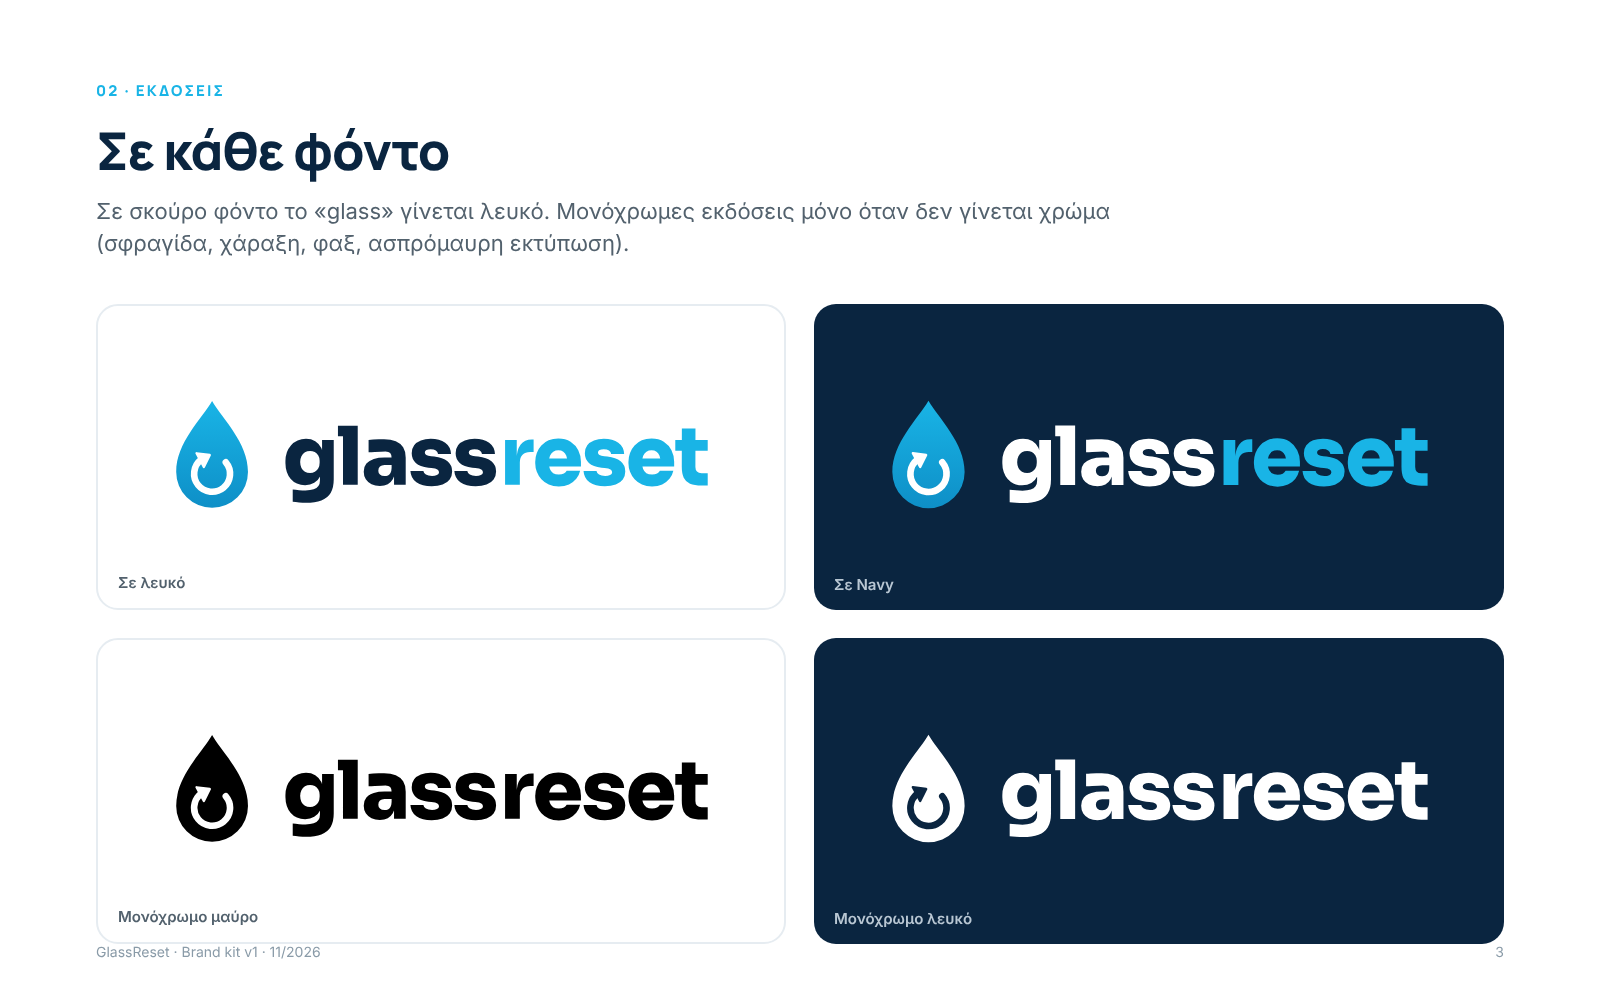 02 · ΕΚΔΟΣΕΙΣ
Σε κάθε φόντο
Σε σκούρο φόντο το «glass» γίνεται λευκό. Μονόχρωμες εκδόσεις μόνο όταν δεν γίνεται χρώμα
(σφραγίδα, χάραξη, φαξ, ασπρόμαυρη εκτύπωση).
glassreset
Σε λευκό
glassreset
Σε Navy
glassreset
Μονόχρωμο μαύρο
glassreset
Μονόχρωμο λευκό
GlassReset · Brand kit v1 · 11/2026
3